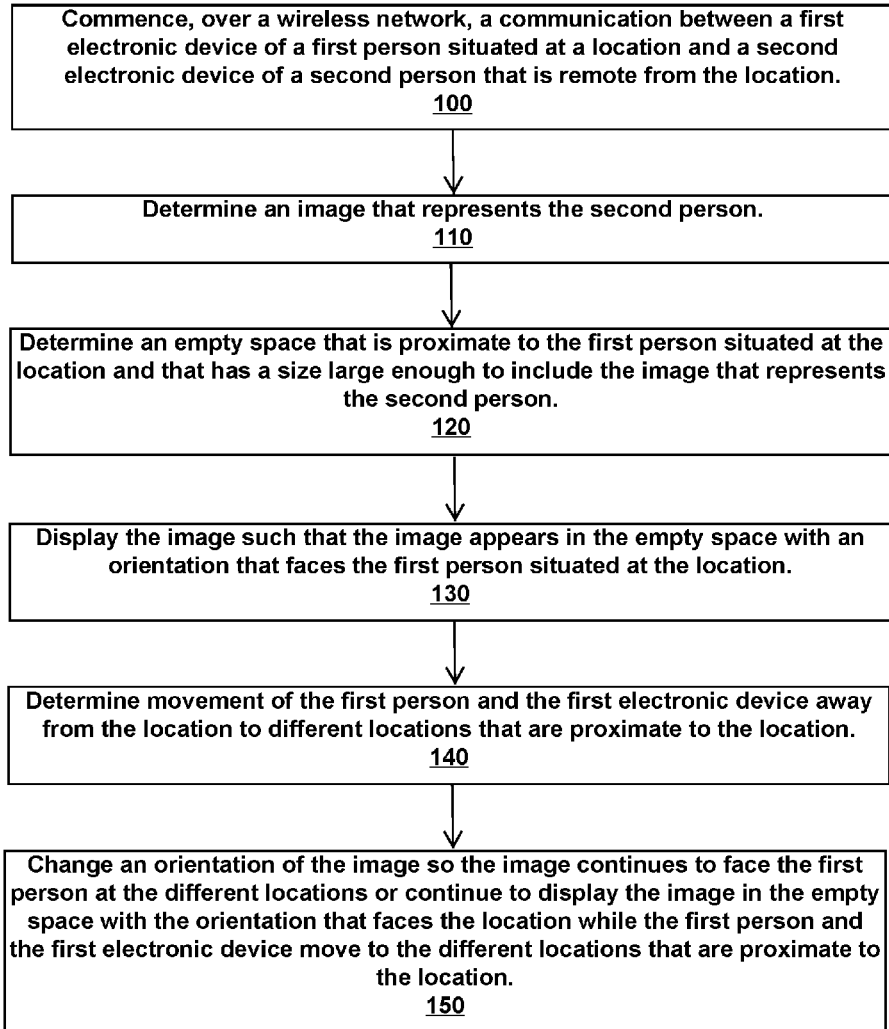 Commence, over a wireless network, a communication between a first
electronic device of a first person situated at a location and a second
electronic device of a second person that is remote from the location.
100
Determine an image that represents the second person.
110
Determine an empty space that is proximate to the first person situated at the
location and that has a size large enough to include the image that represents
the second person.
120
Display the image such that the image appears in the empty space with an
orientation that faces the first person situated at the location.
130
Determine movement of the first person and the first electronic device away
from the location to different locations that are proximate to the location.
140
Change an orientation of the image so the image continues to face the first
person at the different locations or continue to display the image in the empty
space with the orientation that faces the location while the first person and
the first electronic device move to the different locations that are proximate to
the location.
150